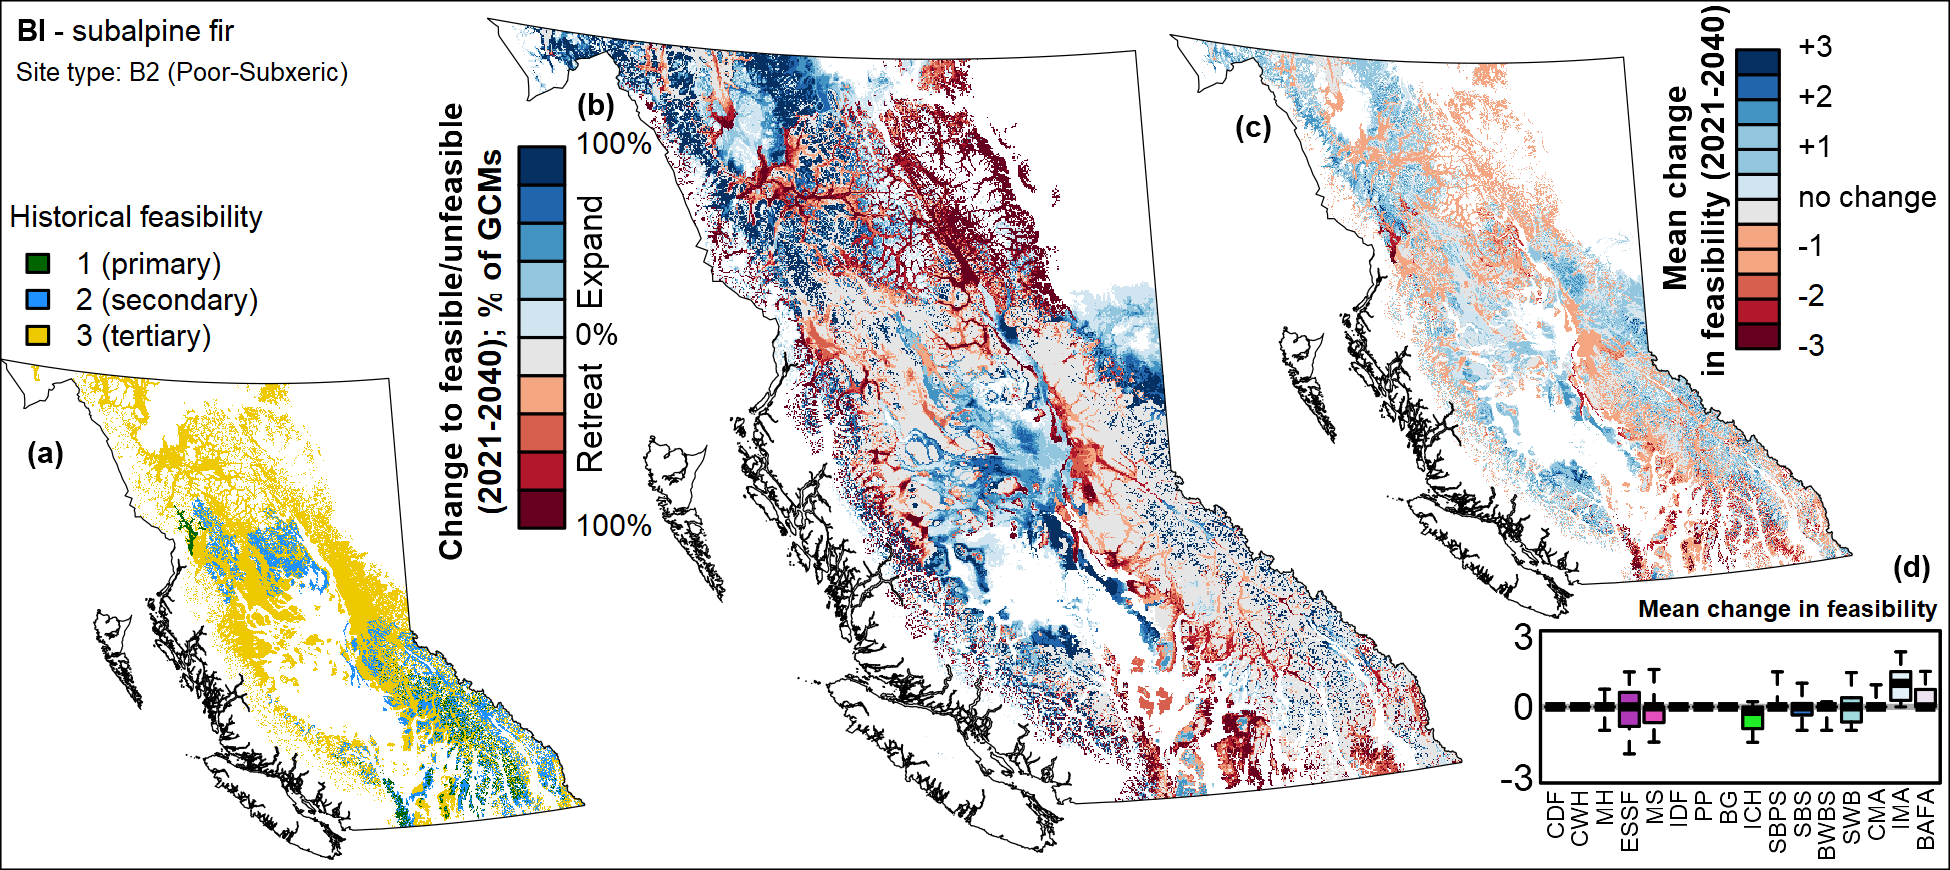 Bl - subalpine fir
Site type: B2 (Poor-Subxeric)
Historical feasibility
1 (primary)
2 (secondary)
3 (tertiary)
(a)
Change to feasible/unfeasible
(2021-2040); % of GCMs
100%
Expand
0%
Retreat
100%
(b)
(c)
Mean change
in feasibility (2021-2040)
+3
+2
+1
no change
-1
-2
-3
(d)
Mean change in feasibility
3
0
-3
CDF
CWH
MH
ESSF
MS
IDF
PP
BG
ICH
SBPS
SBS
BWBS
SWB
CMA
IMA
BAFA